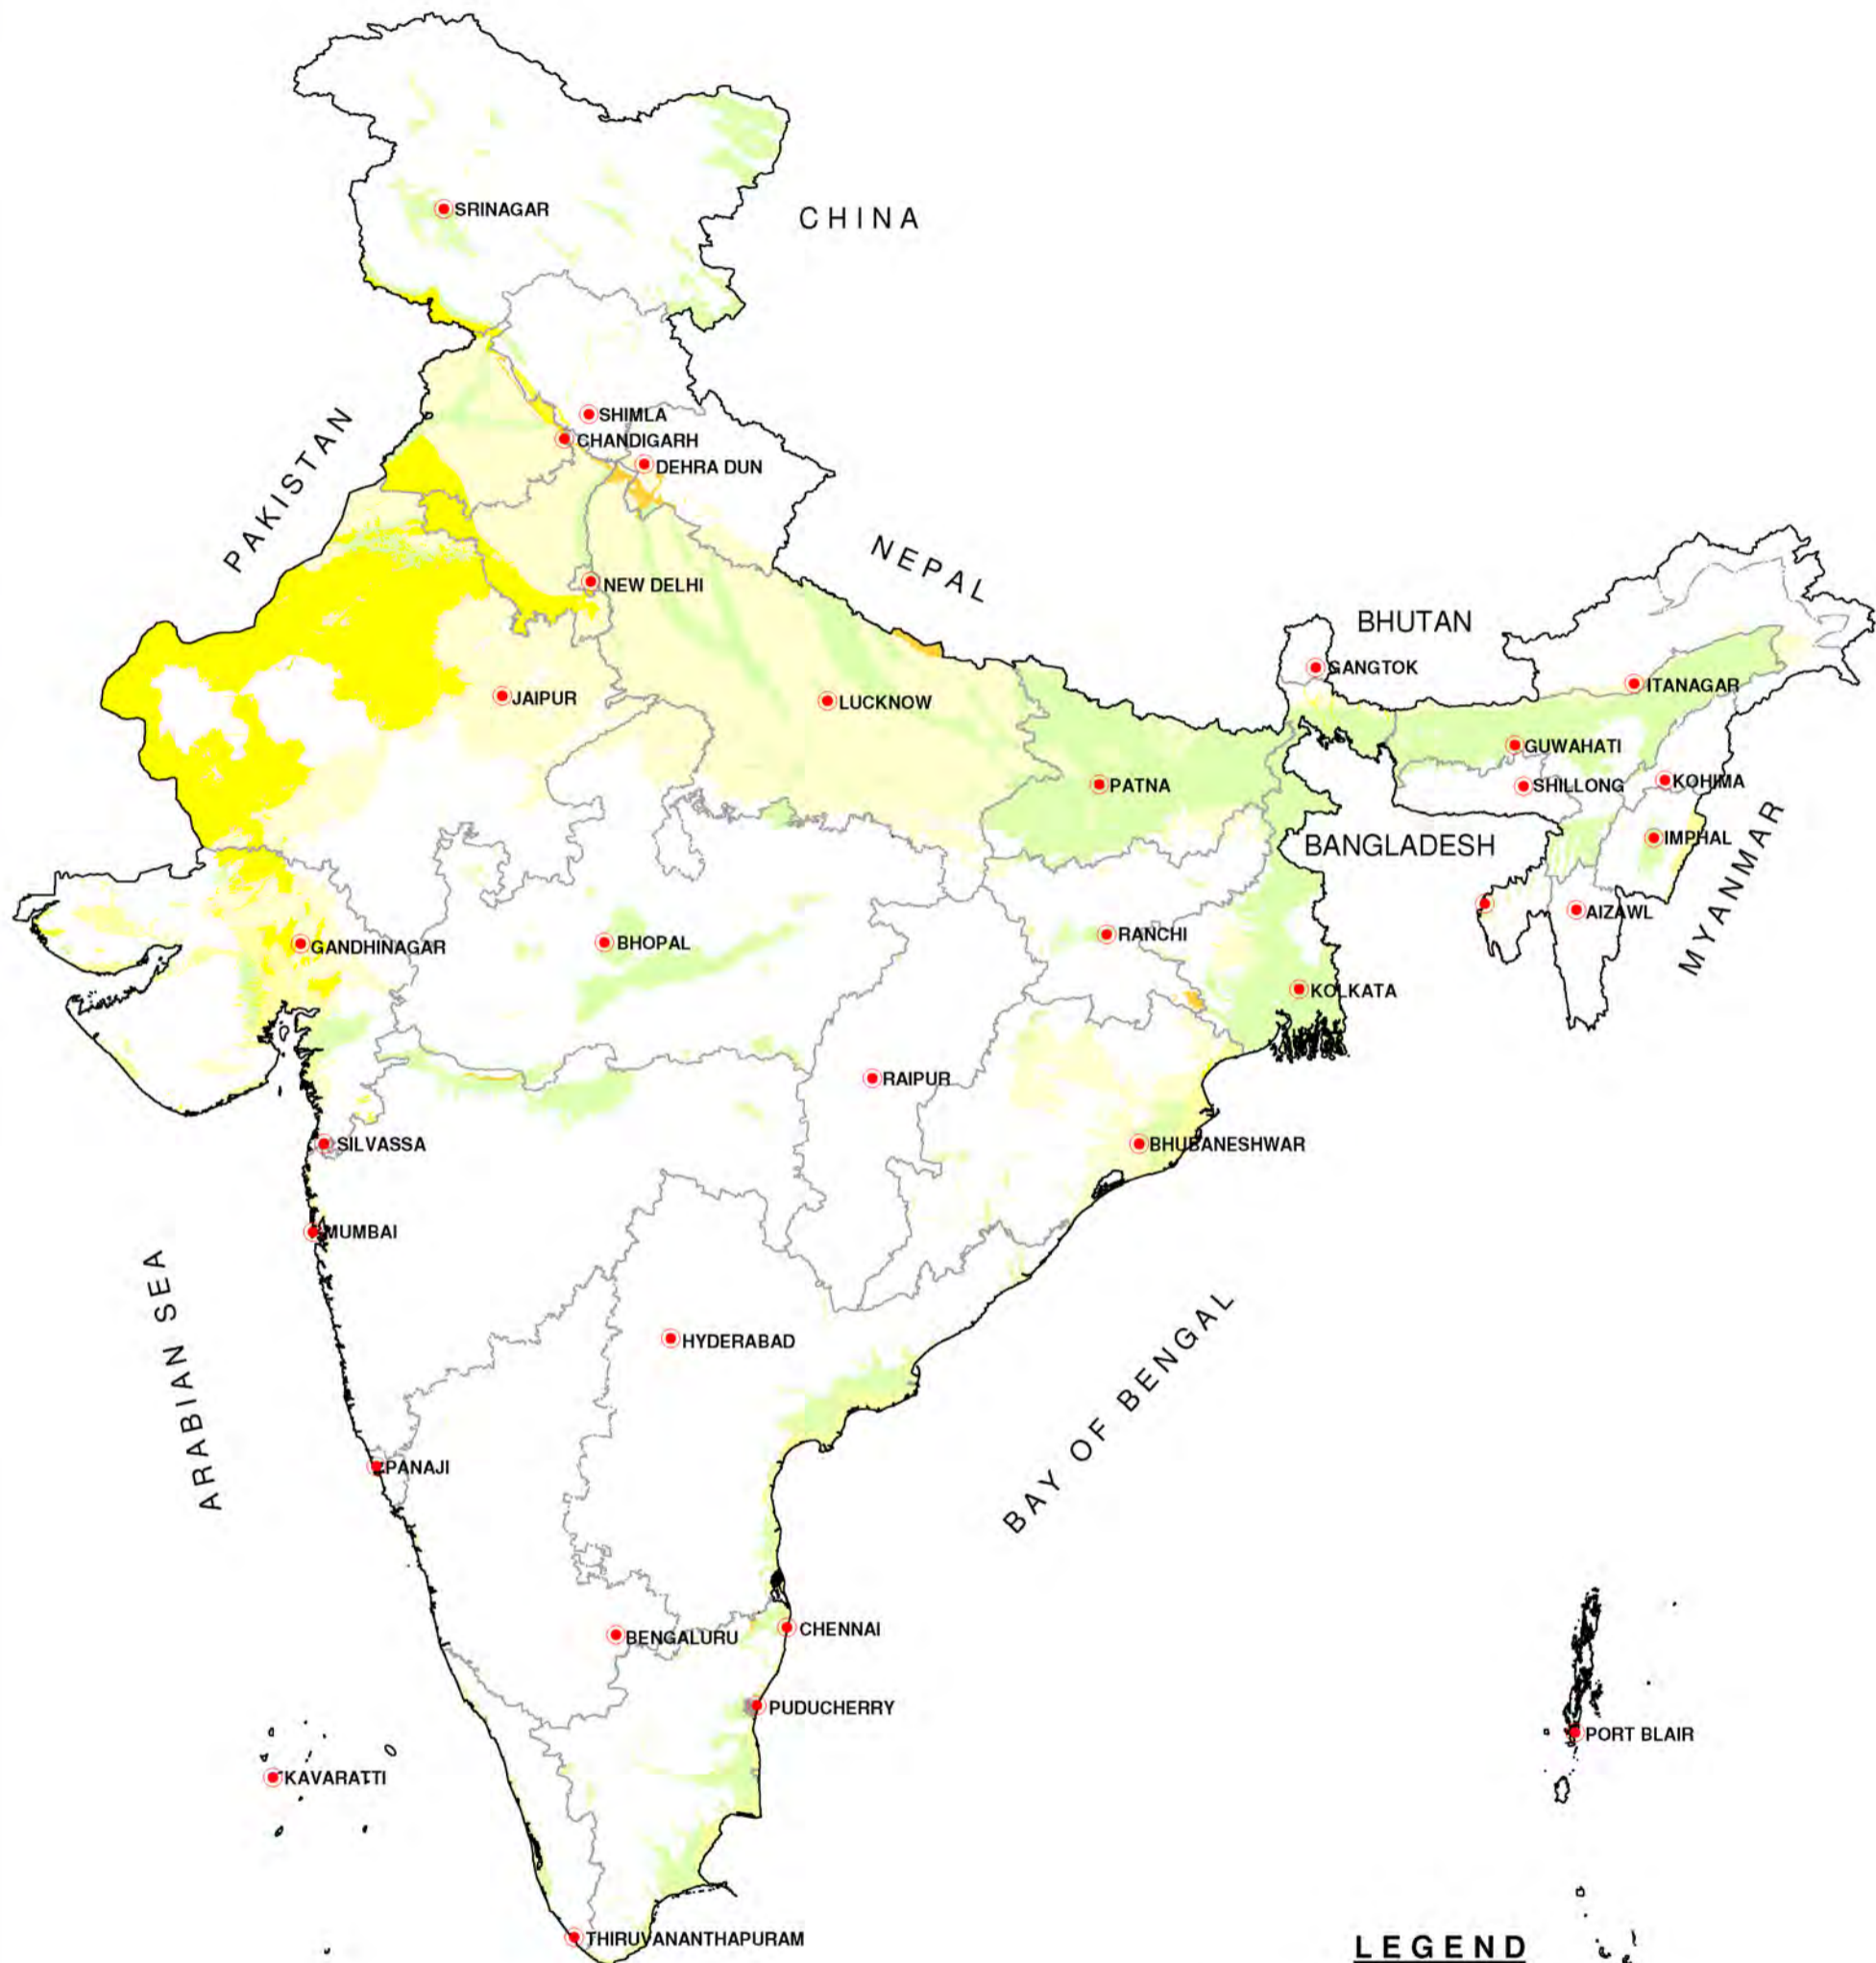 SRINAGAR
CHINA
SHIMLA
CHANDIGARH
DEHRA DUN
PAKISTAN
NEPAL
NEW DELHI
BHUTAN
GANGTOK
ITANAGAR
JAIPUR
LUCKNOW
GUWAHATI
PATNA
SHILLONG
KOHIMA
IMPHAL
BANGLADESH
MYANMAR
AIZAWL
GANDHINAGAR
BHOPAL
RANCHI
KOLKATA
RAIPUR
SILVASSA
BHUBANESHWAR
MUMBAI
ARABIAN SEA
HYDERABAD
BAY OF BENGAL
PANAJI
BENGALURU
CHENNAI
PUDUCHERRY
PORT BLAIR
KAVARATTI
THIRUVANANTHAPURAM
LEGEND